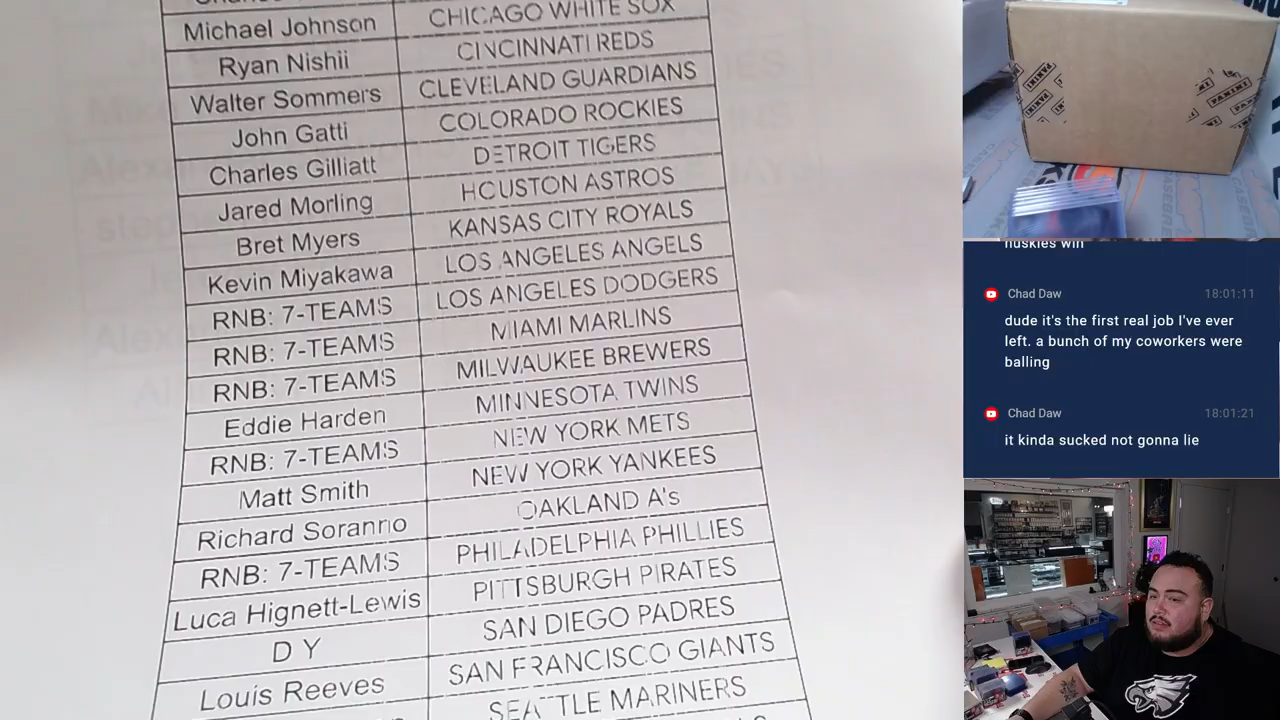 Michael Johnson CHICAGO WHITE SOX
Ryan Nishii CINCINNATI REDS
Walter Sommers CLEVELAND GUARDIANS
John Gatti COLORADO ROCKIES
Charles Gilliatt DETROIT TIGERS
Jared Morling HOUSTON ASTROS
Bret Myers KANSAS CITY ROYALS
Kevin Miyakawa LOS ANGELES ANGELS
RNB: 7-TEAMS LOS ANGELES DODGERS
RNB: 7-TEAMS MIAMI MARLINS
RNB: 7-TEAMS MILWAUKEE BREWERS
Eddie Harden MINNESOTA TWINS
RNB: 7-TEAMS NEW YORK METS
Matt Smith NEW YORK YANKEES
Richard Soranno OAKLAND A's
RNB: 7-TEAMS PHILADELPHIA PHILLIES
Luca Hignett-Lewis PITTSBURGH PIRATES
D Y SAN DIEGO PADRES
Louis Reeves SAN FRANCISCO GIANTS
SEATTLE MARINERS
PANINI
PANINI
PANINI
PANINI
huskies win
Chad Daw 18:01:11
dude it's the first real job I've ever
left. a bunch of my coworkers were
balling
Chad Daw 18:01:21
it kinda sucked not gonna lie